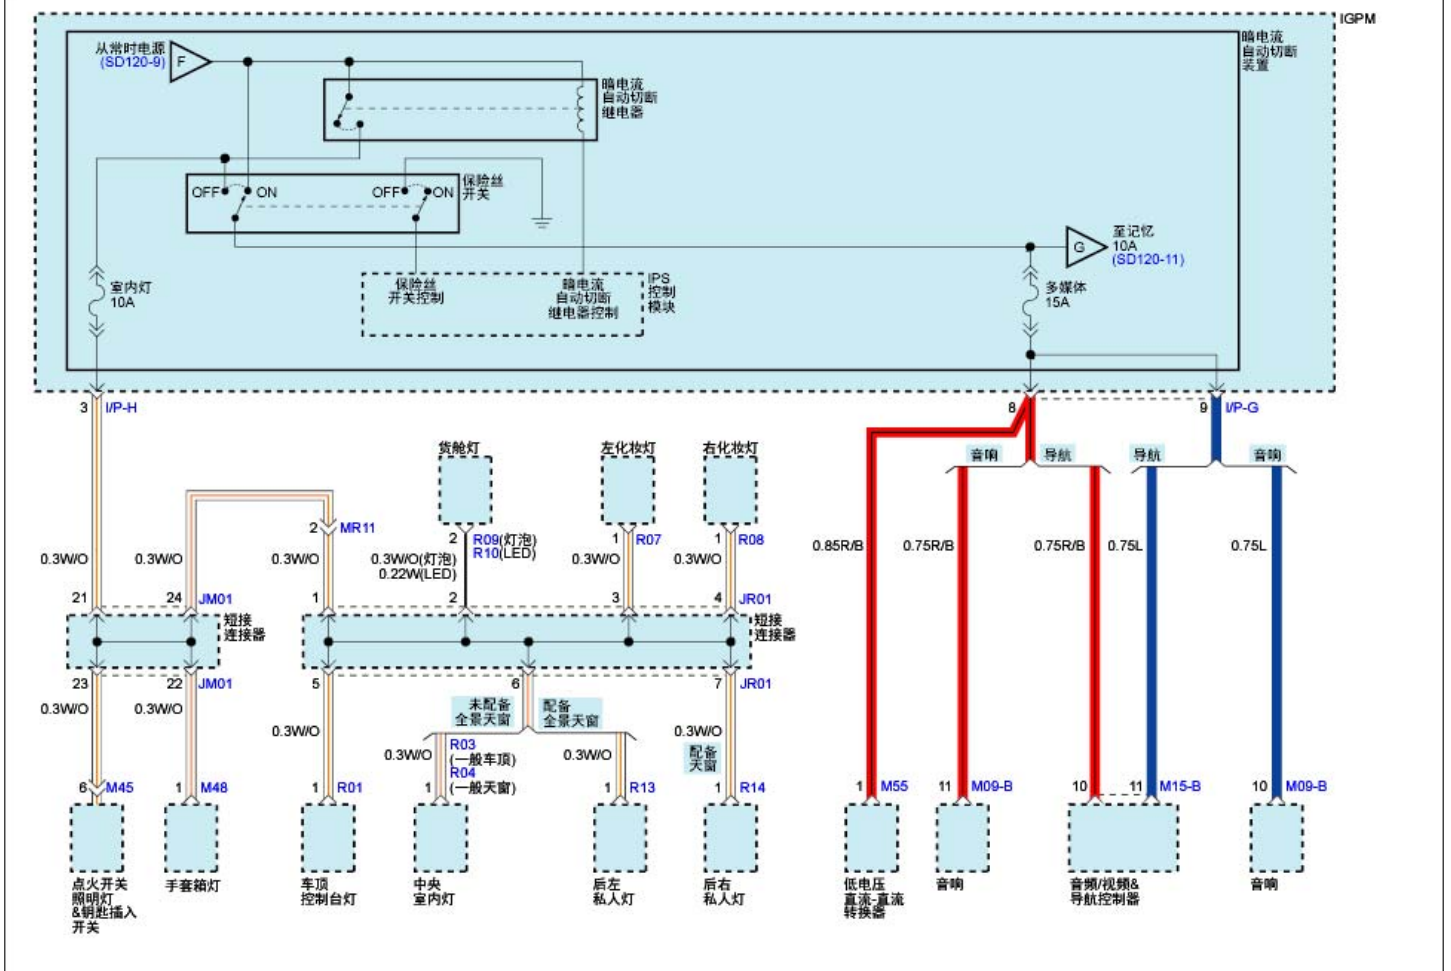 IGPM
暗电流
自动切断
装置
从常时电源
(SD120-9)
F
暗电流
自动切断
继电器
OFF
ON
OFF
ON
保险丝
开关
G
至记忆
10A
(SD120-11)
室内灯
10A
保险丝
开关控制
暗电流
自动切断
继电器控制
IPS
控制
模块
多媒体
15A
3
I/P-H
8
9
I/P-G
货舱灯
左化妆灯
右化妆灯
音响
导航
导航
音响
2
MR11
2
R09(灯泡)
R10(LED)
1
R07
1
R08
0.3W/O
0.3W/O
0.3W/O
0.3W/O(灯泡)
0.22W(LED)
0.3W/O
0.3W/O
0.85R/B
0.75R/B
0.75R/B
0.75L
0.75L
21
24
JM01
1
2
3
4
JR01
短接
连接器
短接
连接器
23
22
JM01
5
6
7
JR01
0.3W/O
0.3W/O
0.3W/O
未配备
全景天窗
配备
全景天窗
0.3W/O
配备
天窗
0.3W/O
R03
(一般车顶)
R04
(一般天窗)
0.3W/O
6
M45
1
M48
1
R01
1
1
R13
1
R14
1
M55
11
M09-B
10
11
M15-B
10
M09-B
点火开关
照明灯
&钥匙插入
开关
手套箱灯
车顶
控制台灯
中央
室内灯
后左
私人灯
后右
私人灯
低电压
直流-直流
转换器
音响
音频/视频&
导航控制器
音响